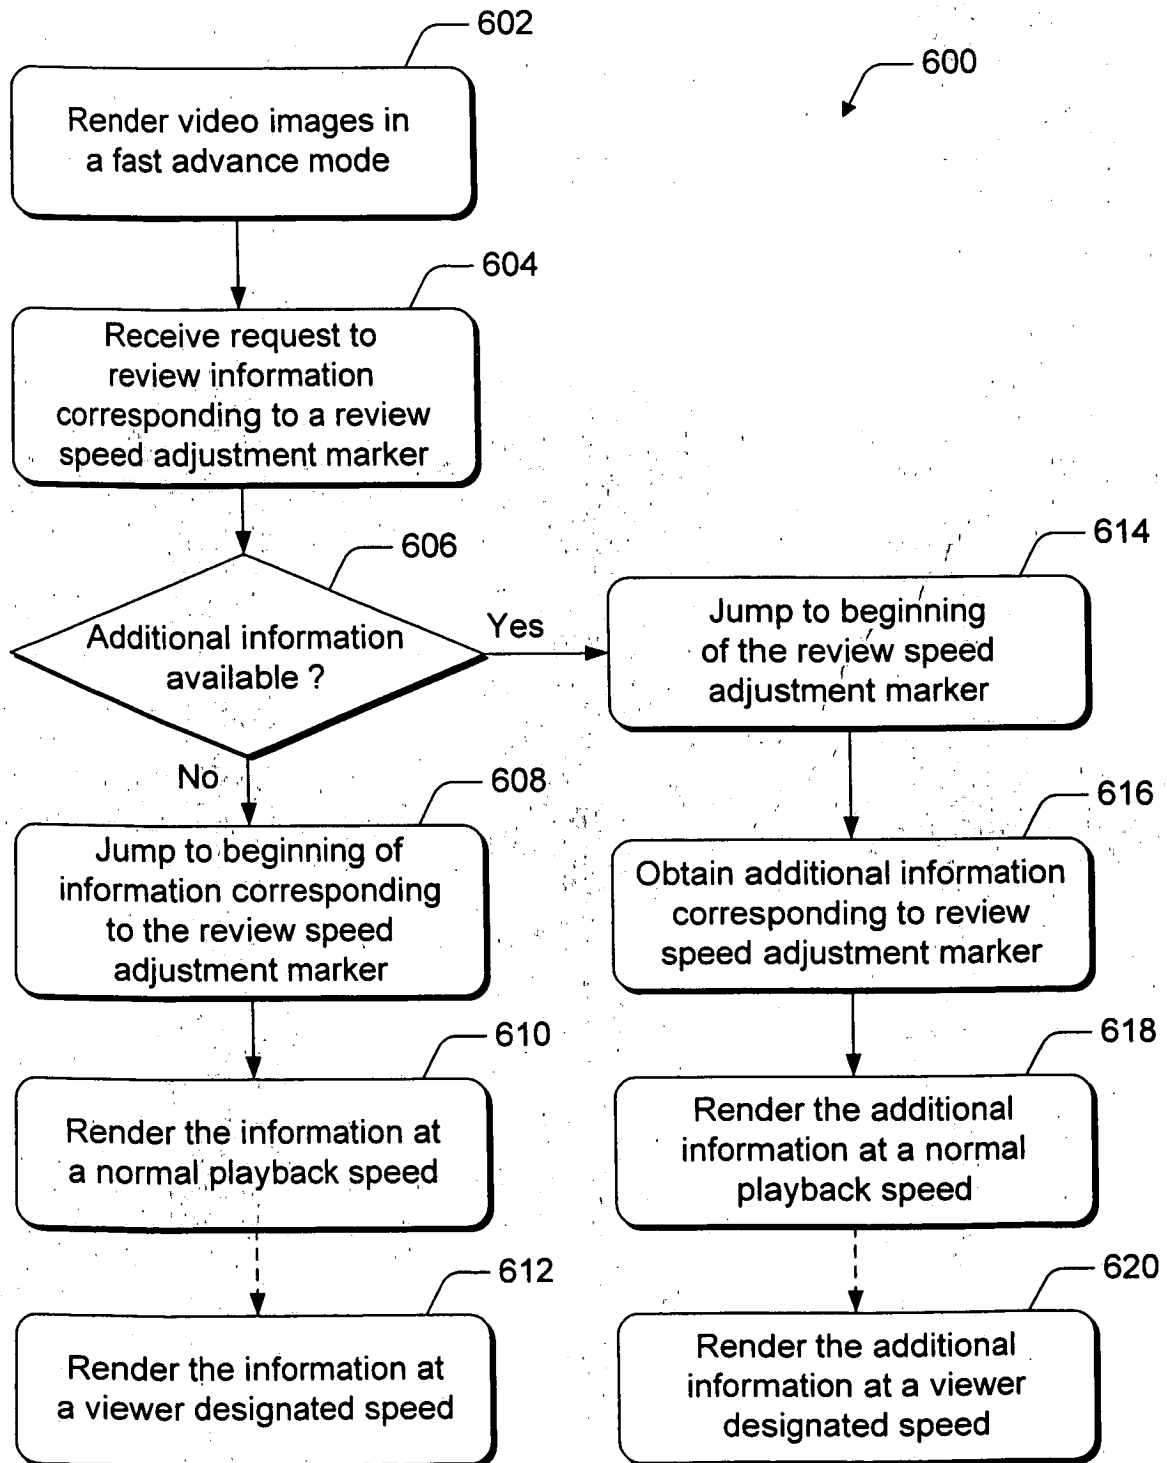 602
600
Render video images in
a fast advance mode
604
Receive request to
review information
corresponding to a review
speed adjustment marker
606
Additional information
available ?
Yes
No
614
Jump to beginning
of the review speed
adjustment marker
608
Jump to beginning of
information corresponding
to the review speed
adjustment marker
616
Obtain additional information
corresponding to review
speed adjustment marker
610
Render the information at
a normal playback speed
618
Render the additional
information at a normal
playback speed
612
Render the information at
a viewer designated speed
620
Render the additional
information at a viewer
designated speed